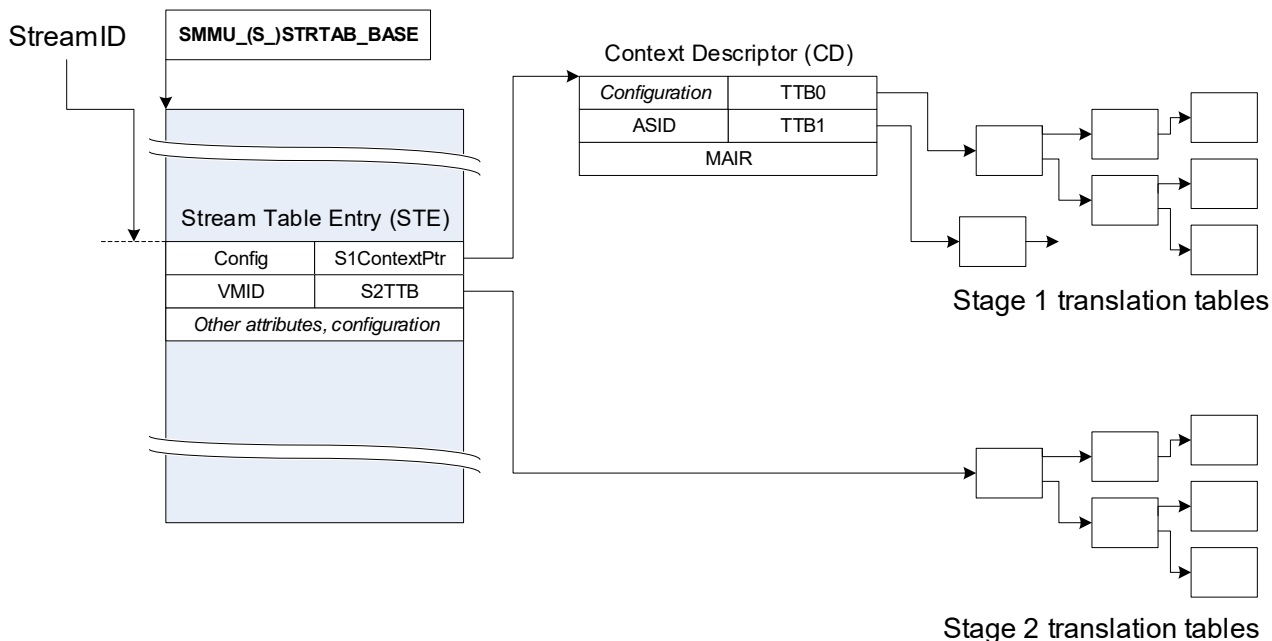 StreamID
SMMU_(S_)STRTAB_BASE
Context Descriptor (CD)
Configuration TTB0
ASID TTB1
MAIR
Stream Table Entry (STE)
Config S1ContextPtr
VMID S2TTB
Other attributes, configuration
Stage 1 translation tables
Stage 2 translation tables